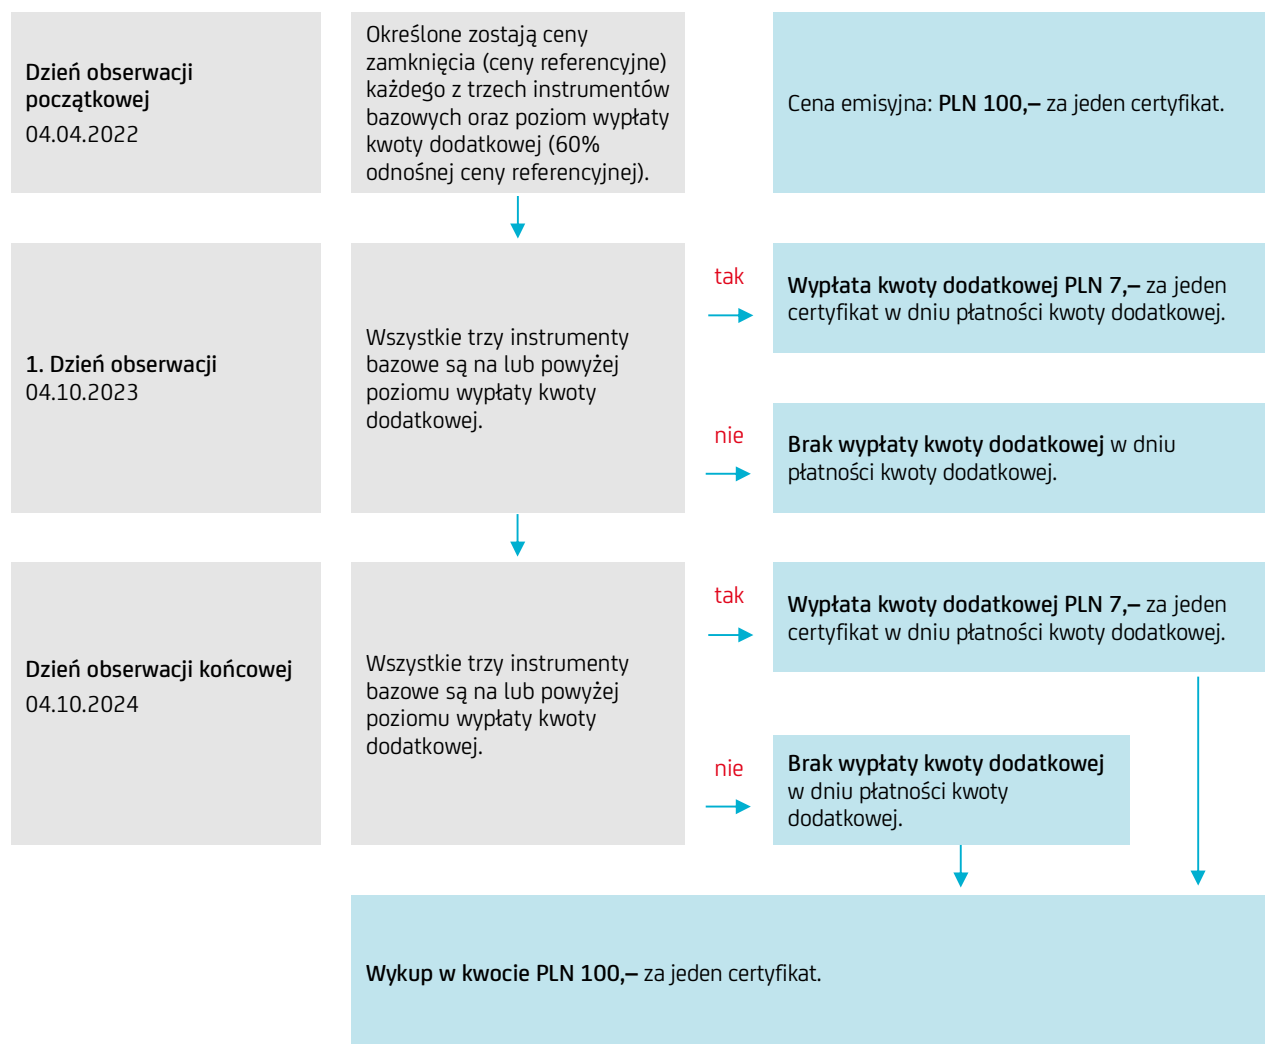 Dzień obserwacji
początkowej
04.04.2022
Określone zostają ceny
zamknięcia (ceny referencyjne)
każdego z trzech instrumentów
bazowych oraz poziom wypłaty
kwoty dodatkowej (60%
odnośnej ceny referencyjnej).
Cena emisyjna: PLN 100,– za jeden certyfikat.
1. Dzień obserwacji
04.10.2023
Wszystkie trzy instrumenty
bazowe są na lub powyżej
poziomu wypłaty kwoty
dodatkowej.
tak
Wypłata kwoty dodatkowej PLN 7,– za jeden
certyfikat w dniu płatności kwoty dodatkowej.
nie
Brak wypłaty kwoty dodatkowej w dniu
płatności kwoty dodatkowej.
Dzień obserwacji końcowej
04.10.2024
Wszystkie trzy instrumenty
bazowe są na lub powyżej
poziomu wypłaty kwoty
dodatkowej.
tak
Wypłata kwoty dodatkowej PLN 7,– za jeden
certyfikat w dniu płatności kwoty dodatkowej.
nie
Brak wypłaty kwoty dodatkowej
w dniu płatności kwoty
dodatkowej.
Wykup w kwocie PLN 100,– za jeden certyfikat.